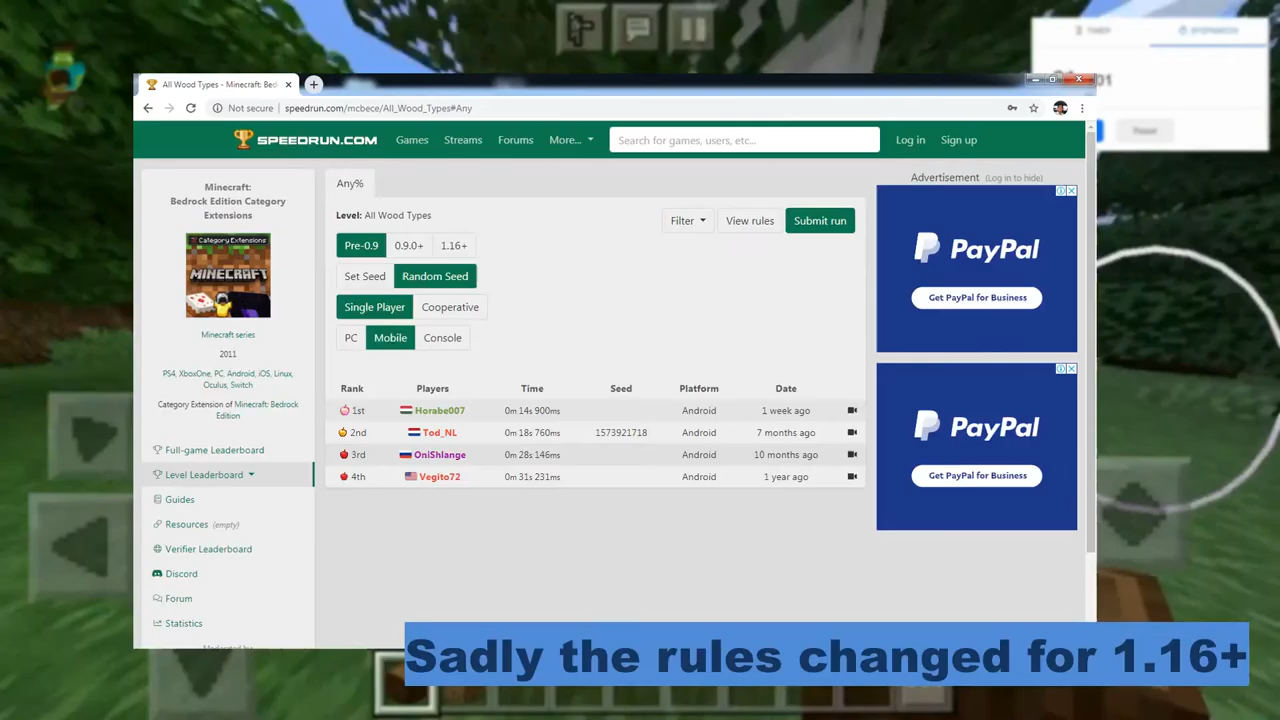 All Wood Types - Minecraft: Bed
Not secure | speedrun.com/mcbece/All_Wood_Types#Any
SPEEDRUN.COM Games Streams Forums More... Search for games, users, etc... Log in Sign up
Minecraft:
Bedrock Edition Category
Extensions
Category Extensions
MINECRAFT
Minecraft series
2011
PS4, XboxOne, PC, Android, iOS, Linux,
Oculus, Switch
Category Extension of Minecraft: Bedrock
Edition
Full-game Leaderboard
Level Leaderboard
Guides
Resources (empty)
Verifier Leaderboard
Discord
Forum
Statistics
Any%
Level: All Wood Types
Filter View rules Submit run
Pre-0.9 0.9.0+ 1.16+
Set Seed Random Seed
Single Player Cooperative
PC Mobile Console
Rank Players Time Seed Platform Date
1st Horabe007 0m 14s 900ms Android 1 week ago
2nd Tod_NL 0m 18s 760ms 1573921718 Android 7 months ago
3rd OniShlange 0m 28s 146ms Android 10 months ago
4th Vegito72 0m 31s 231ms Android 1 year ago
Advertisement (Log in to hide)
PayPal
Get PayPal for Business
PayPal
Get PayPal for Business
Sadly the rules changed for 1.16+